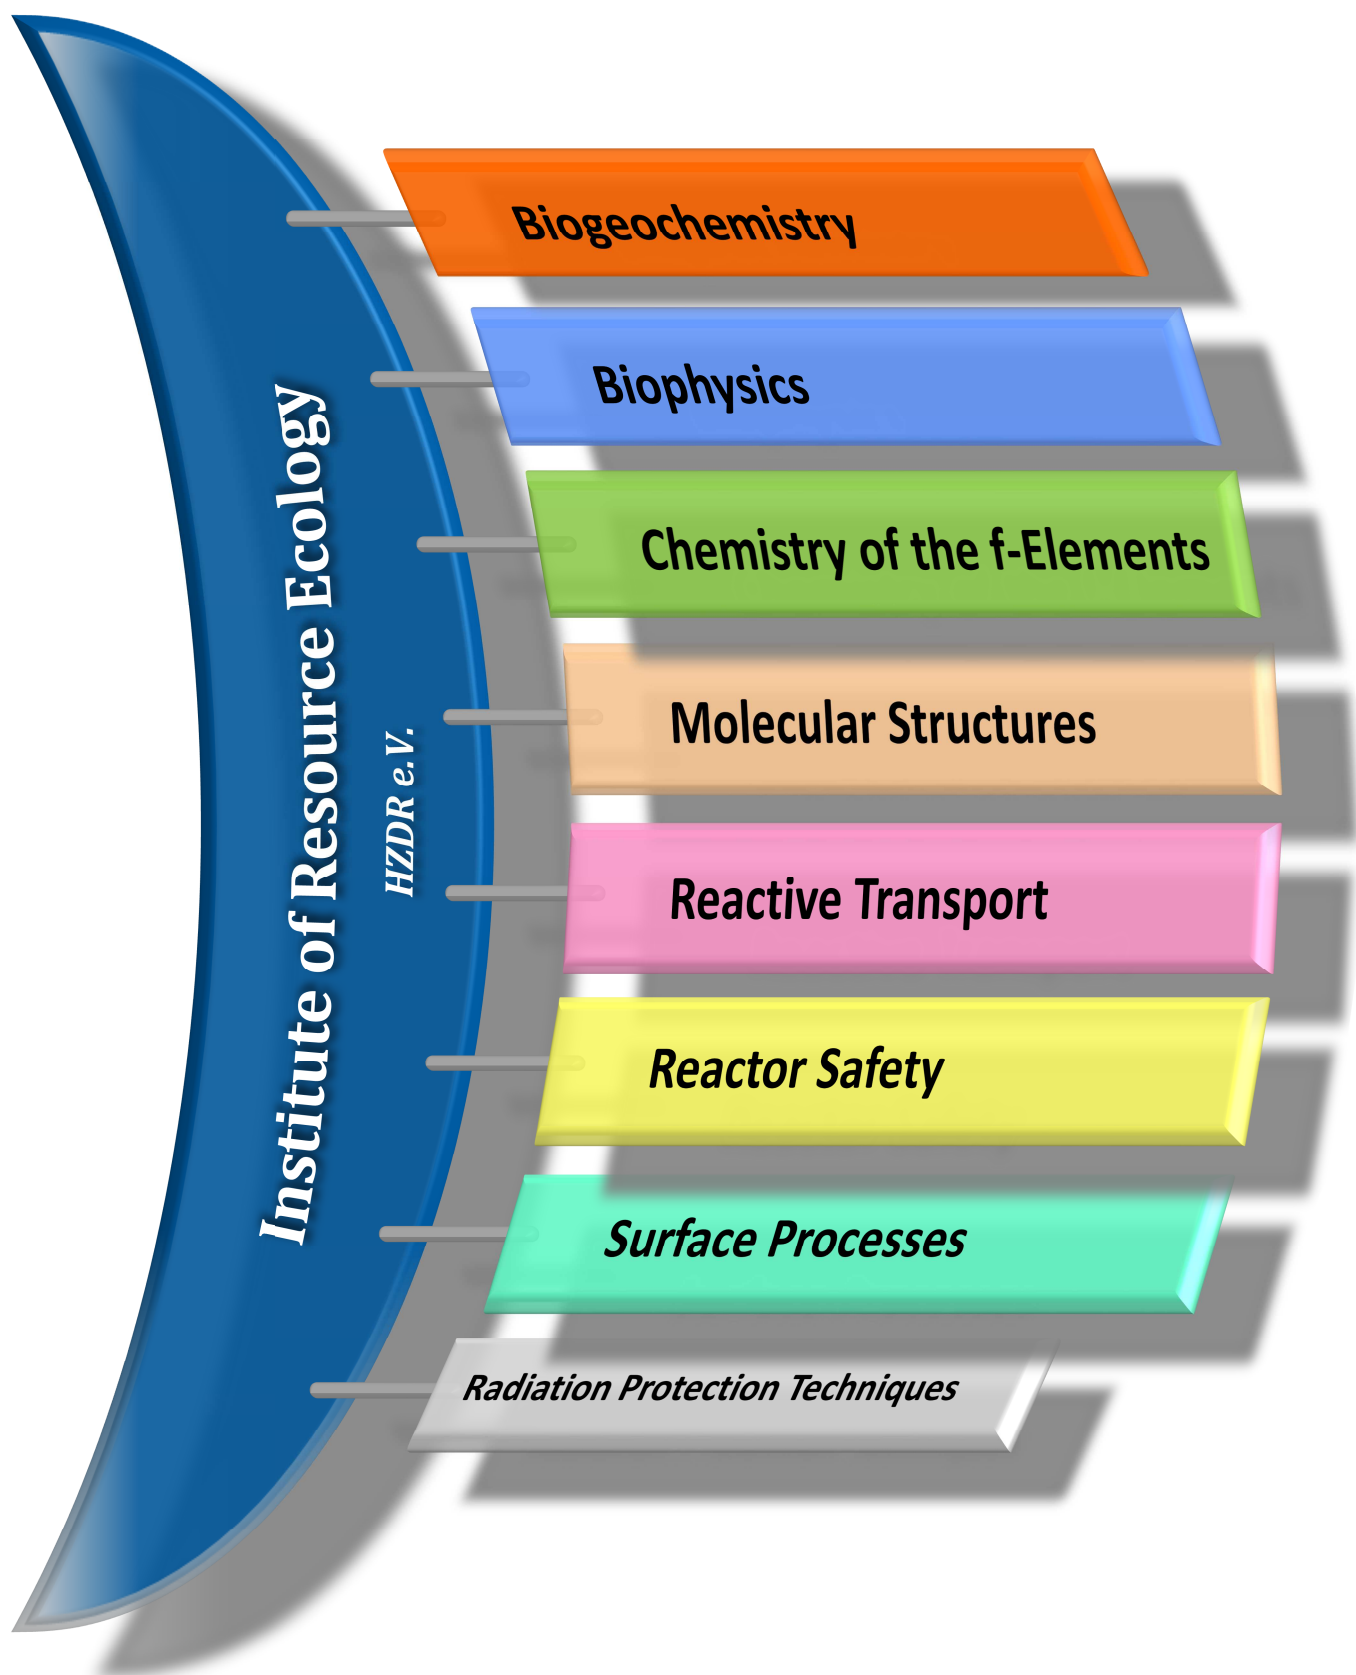 Institute of Resource Ecology
HZDR e.V.
Biogeochemistry
Biophysics
Chemistry of the f-Elements
Molecular Structures
Reactive Transport
Reactor Safety
Surface Processes
Radiation Protection Techniques